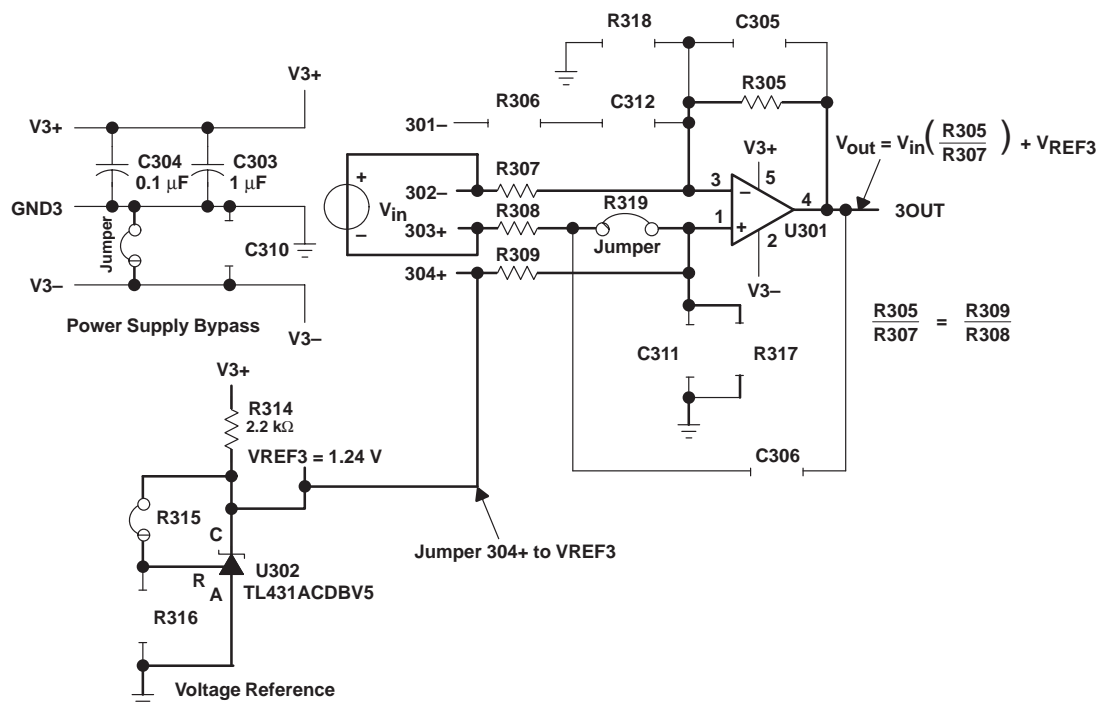 R318
C305
V3+
R305
R306
C312
301–
V3+
C304
0.1 μF
C303
1 μF
V3+
Vout = Vin(R305/R307) + VREF3
R307
3
5
–
4
302–
+
Vin
–
GND3
R308
R319
1
+
U301
3OUT
303+
Jumper
2
Jumper
C310
R309
304+
V3–
V3–
Power Supply Bypass
V3–
R305/R307 = R309/R308
C311
R317
V3+
R314
2.2 kΩ
VREF3 = 1.24 V
C306
R315
Jumper 304+ to VREF3
C
U302
R
TL431ACDBV5
A
R316
Voltage Reference